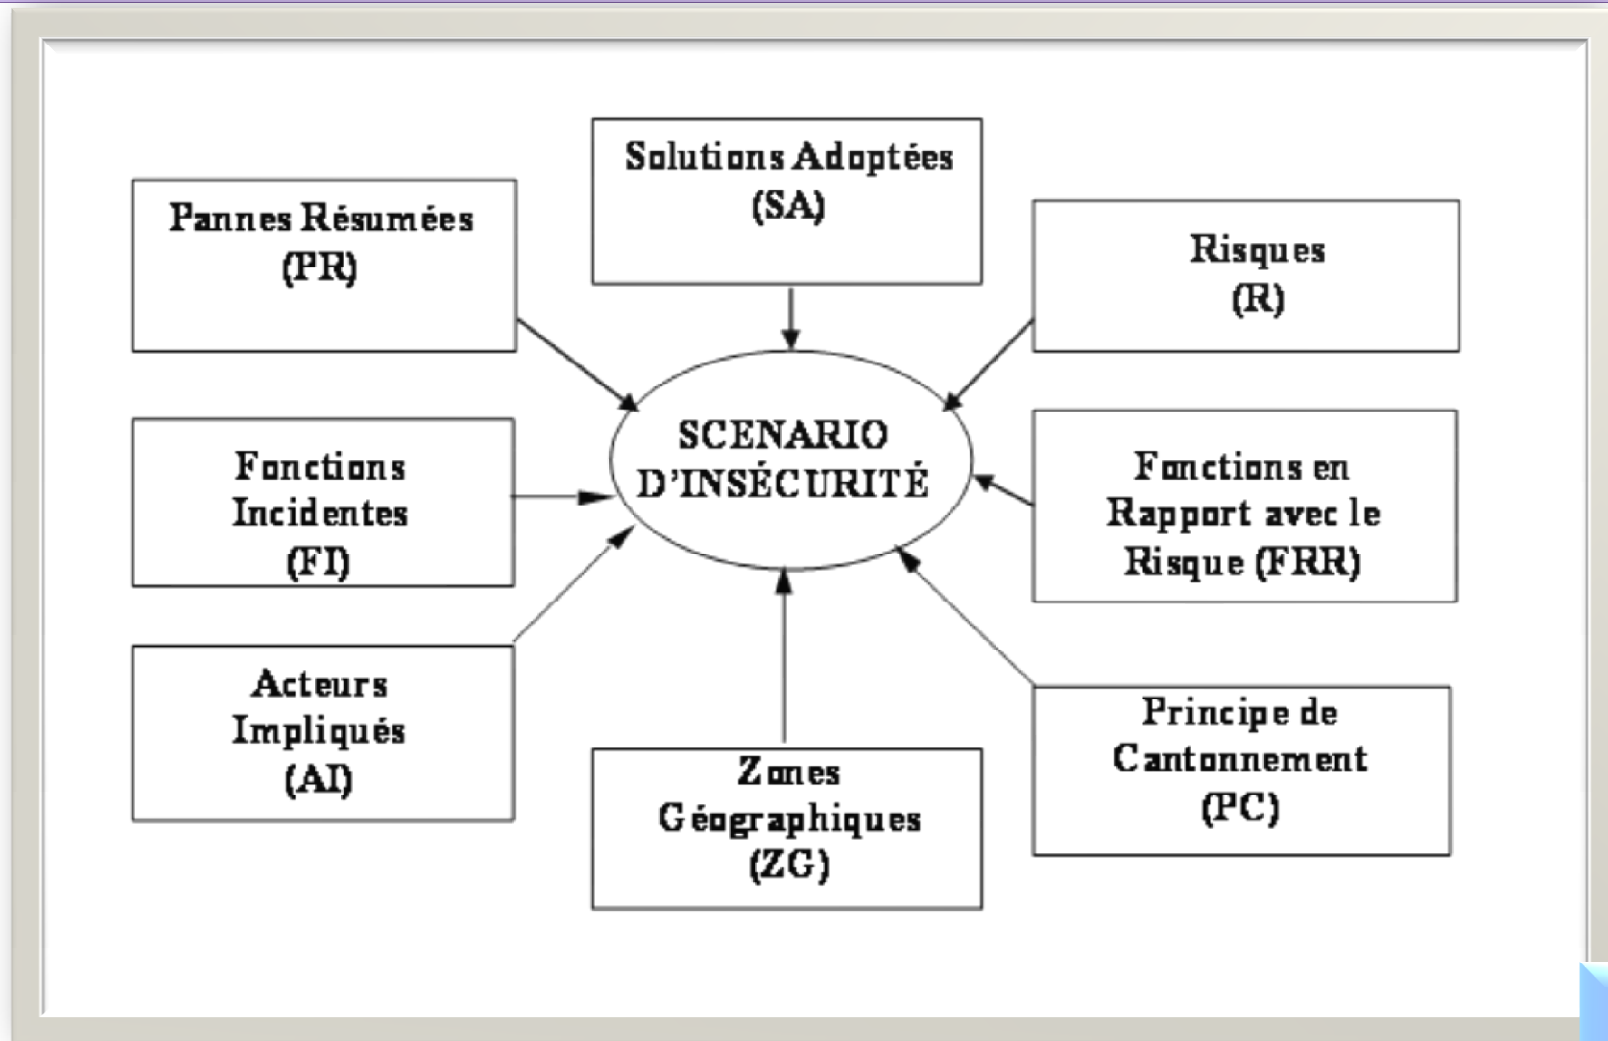 Solutions Adoptées
(SA)
Pannes Résumées
(PR)
Risques
(R)
SCENARIO
D'INSÉCURITÉ
Fonctions
Incidentes
(FI)
Fonctions en
Rapport avec le
Risque (FRR)
Acteurs
Impliqués
(AI)
Zones
Géographiques
(ZG)
Principe de
Cantonnement
(PC)